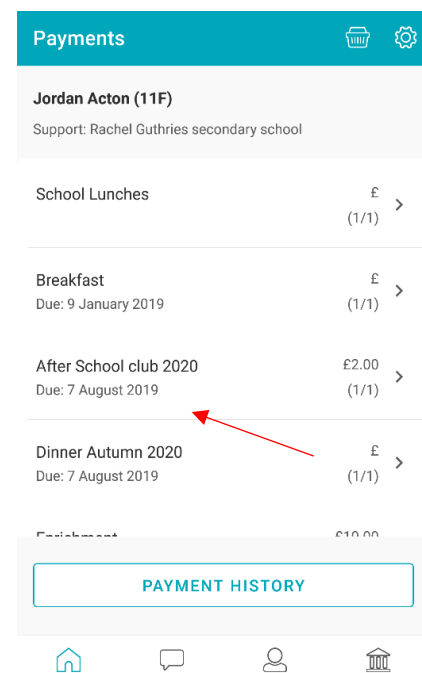 Payments
Jordan Acton (11F)
Support: Rachel Guthries secondary school
School Lunches £
(1/1)
Breakfast £
Due: 9 January 2019 (1/1)
After School club 2020 £2.00
Due: 7 August 2019 (1/1)
Dinner Autumn 2020 £
Due: 7 August 2019 (1/1)
Enrichment £10.00
PAYMENT HISTORY